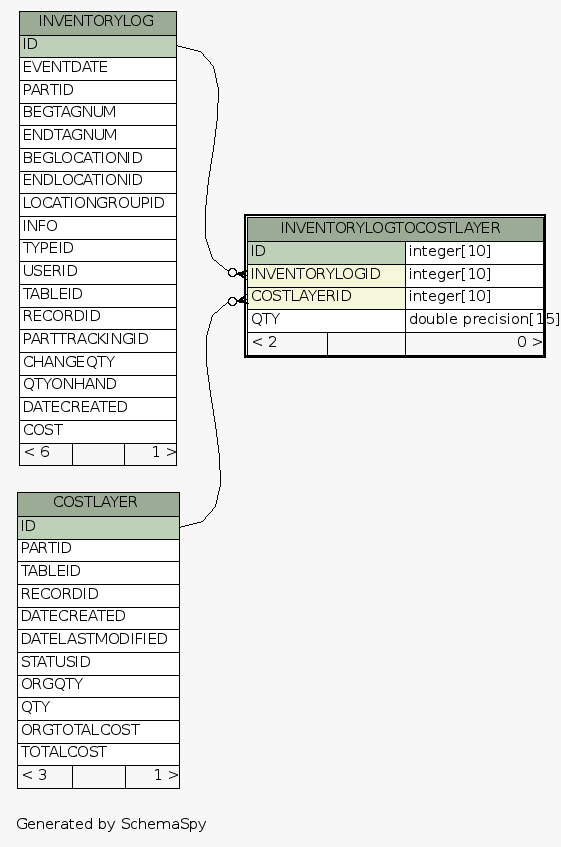 INVENTORYLOG
ID
EVENTDATE
PARTID
BEGTAGNUM
ENDTAGNUM
BEGLOCATIONID
ENDLOCATIONID
LOCATIONGROUPID
INFO
TYPEID
USERID
TABLEID
RECORDID
PARTTRACKINGID
CHANGEQTY
QTYONHAND
DATECREATED
COST
< 6 1 >
INVENTORYLOGTOCOSTLAYER
ID integer[10]
INVENTORYLOGID integer[10]
COSTLAYERID integer[10]
QTY double precision[15]
< 2 0 >
COSTLAYER
ID
PARTID
TABLEID
RECORDID
DATECREATED
DATELASTMODIFIED
STATUSID
ORGQTY
QTY
ORGTOTALCOST
TOTALCOST
< 3 1 >
Generated by SchemaSpy